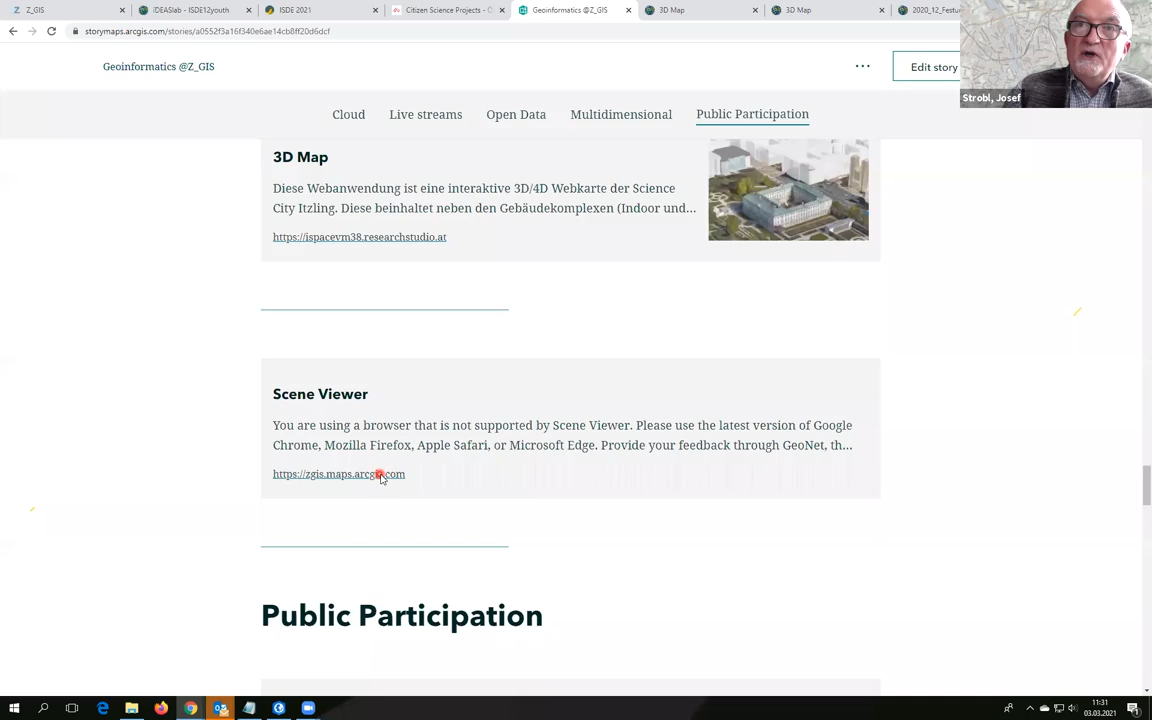 Z_GIS
iDEASlab - ISDE12youth
ISDE 2021
Citizen Science Projects -
Geoinformatics @Z_GIS
3D Map
3D Map
storymaps.arcgis.com/stories/a0552f3a16f340e6ae14cb8ff20d6dcf
Geoinformatics @Z_GIS
Edit story
Strobl, Josef
Cloud
Live streams
Open Data
Multidimensional
Public Participation
3D Map
Diese Webanwendung ist eine interaktive 3D/4D Webkarte der Science
City Itzling. Diese beinhaltet neben den Gebäudekomplexen (Indoor und...
https://ispacevm38.researchstudio.at
Scene Viewer
You are using a browser that is not supported by Scene Viewer. Please use the latest version of Google
Chrome, Mozilla Firefox, Apple Safari, or Microsoft Edge. Provide your feedback through GeoNet, th...
https://zgis.maps.arcgis.com
Public Participation
11:31
03.03.2021